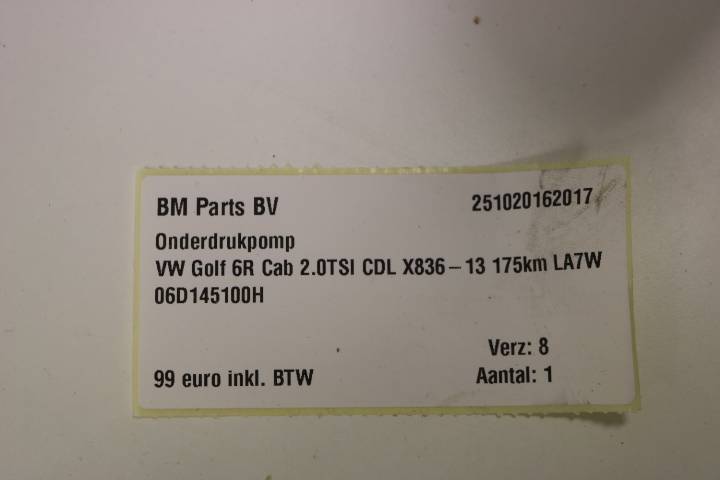 BM Parts BV 251020162017
Onderdrukpomp
VW Golf 6R Cab 2.0TSI CDL X836-13 175km LA7W
06D145100H
Verz: 8
99 euro inkl. BTW Aantal: 1